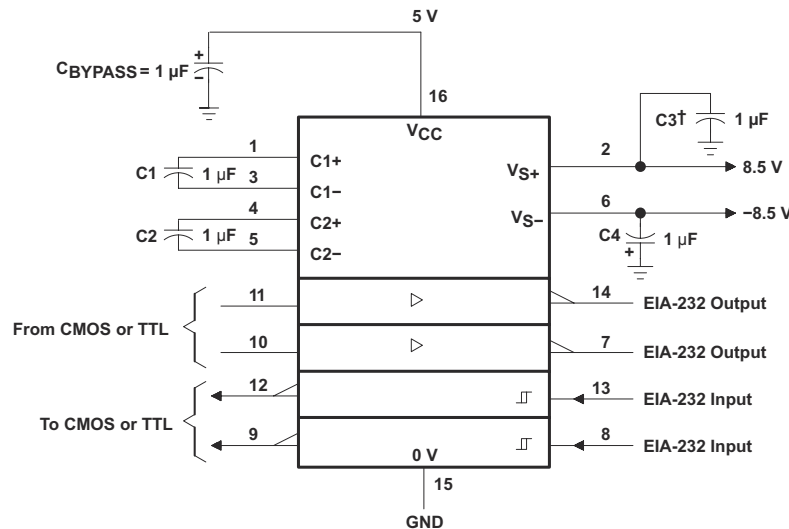 5 V
CBYPASS = 1 µF
+
−
16
VCC
C3† 1 µF
1
C1+
2
VS+
8.5 V
C1 1 µF
3
C1−
4
C2+
6
VS−
−8.5 V
C2 1 µF
5
C2−
C4 1 µF
+
11
14
EIA-232 Output
From CMOS or TTL
10
7
EIA-232 Output
12
13
EIA-232 Input
To CMOS or TTL
9
8
EIA-232 Input
0 V
15
GND